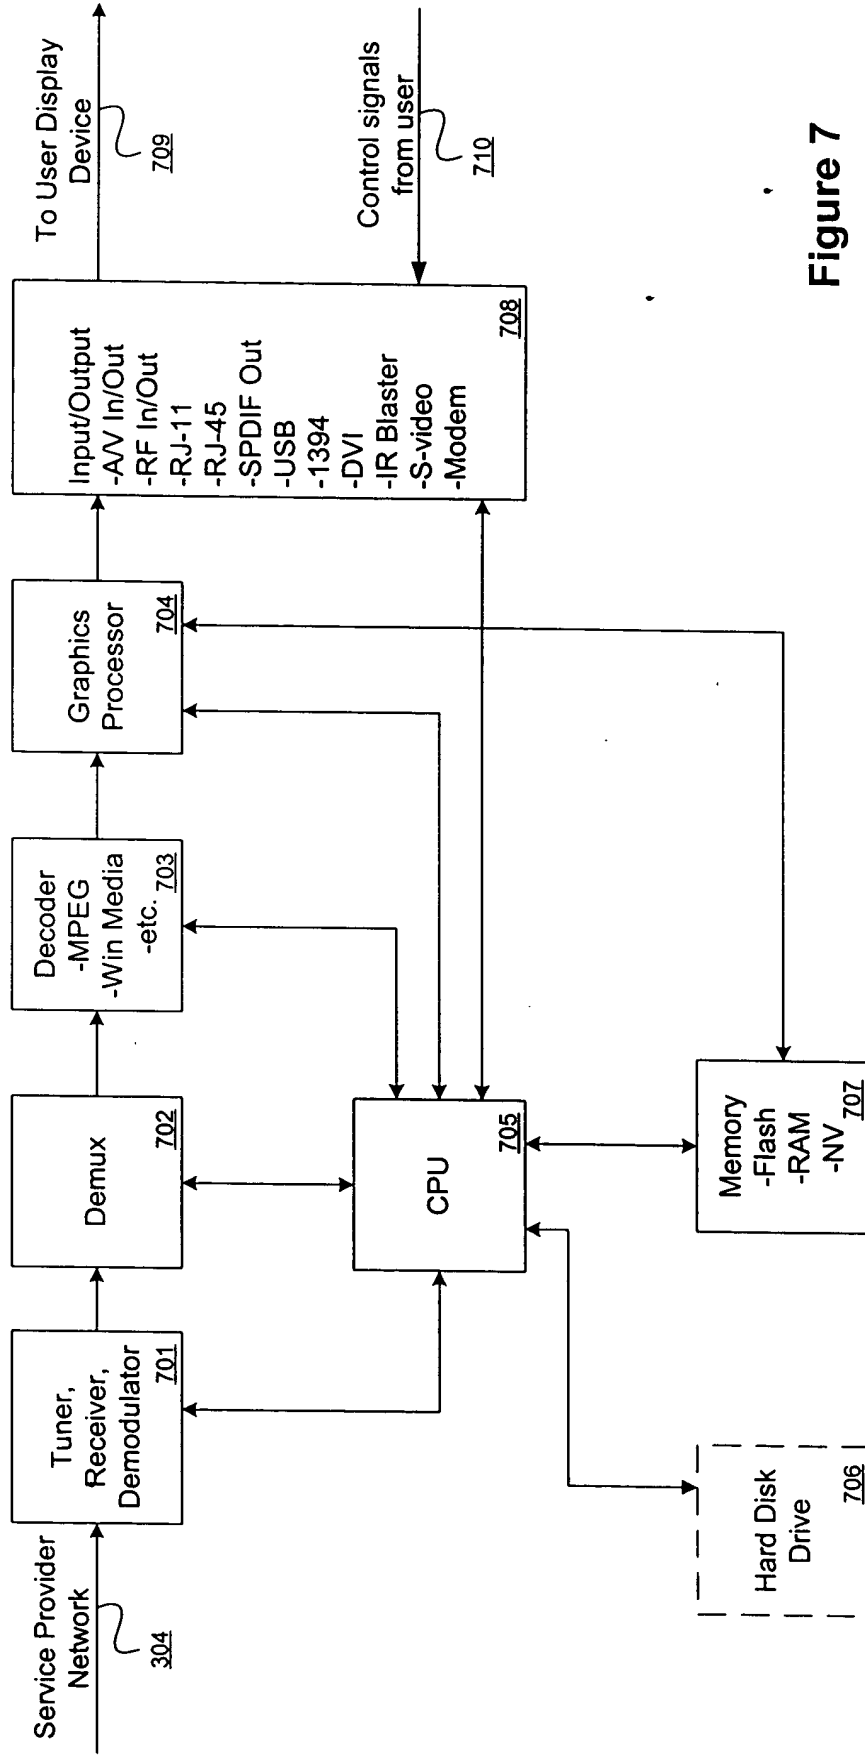 Service Provider
Network
304
Tuner,
Receiver,
Demodulator
701
Demux
702
Decoder
-MPEG
-Win Media
-etc.
703
Graphics
Processor
704
Input/Output
-A/V In/Out
-RF In/Out
-RJ-11
-RJ-45
-SPDIF Out
-USB
-1394
-DVI
-IR Blaster
-S-video
-Modem
708
To User Display
Device
709
Control signals
from user
710
CPU
705
Hard Disk
Drive
706
Memory
-Flash
-RAM
-NV
707
Figure 7